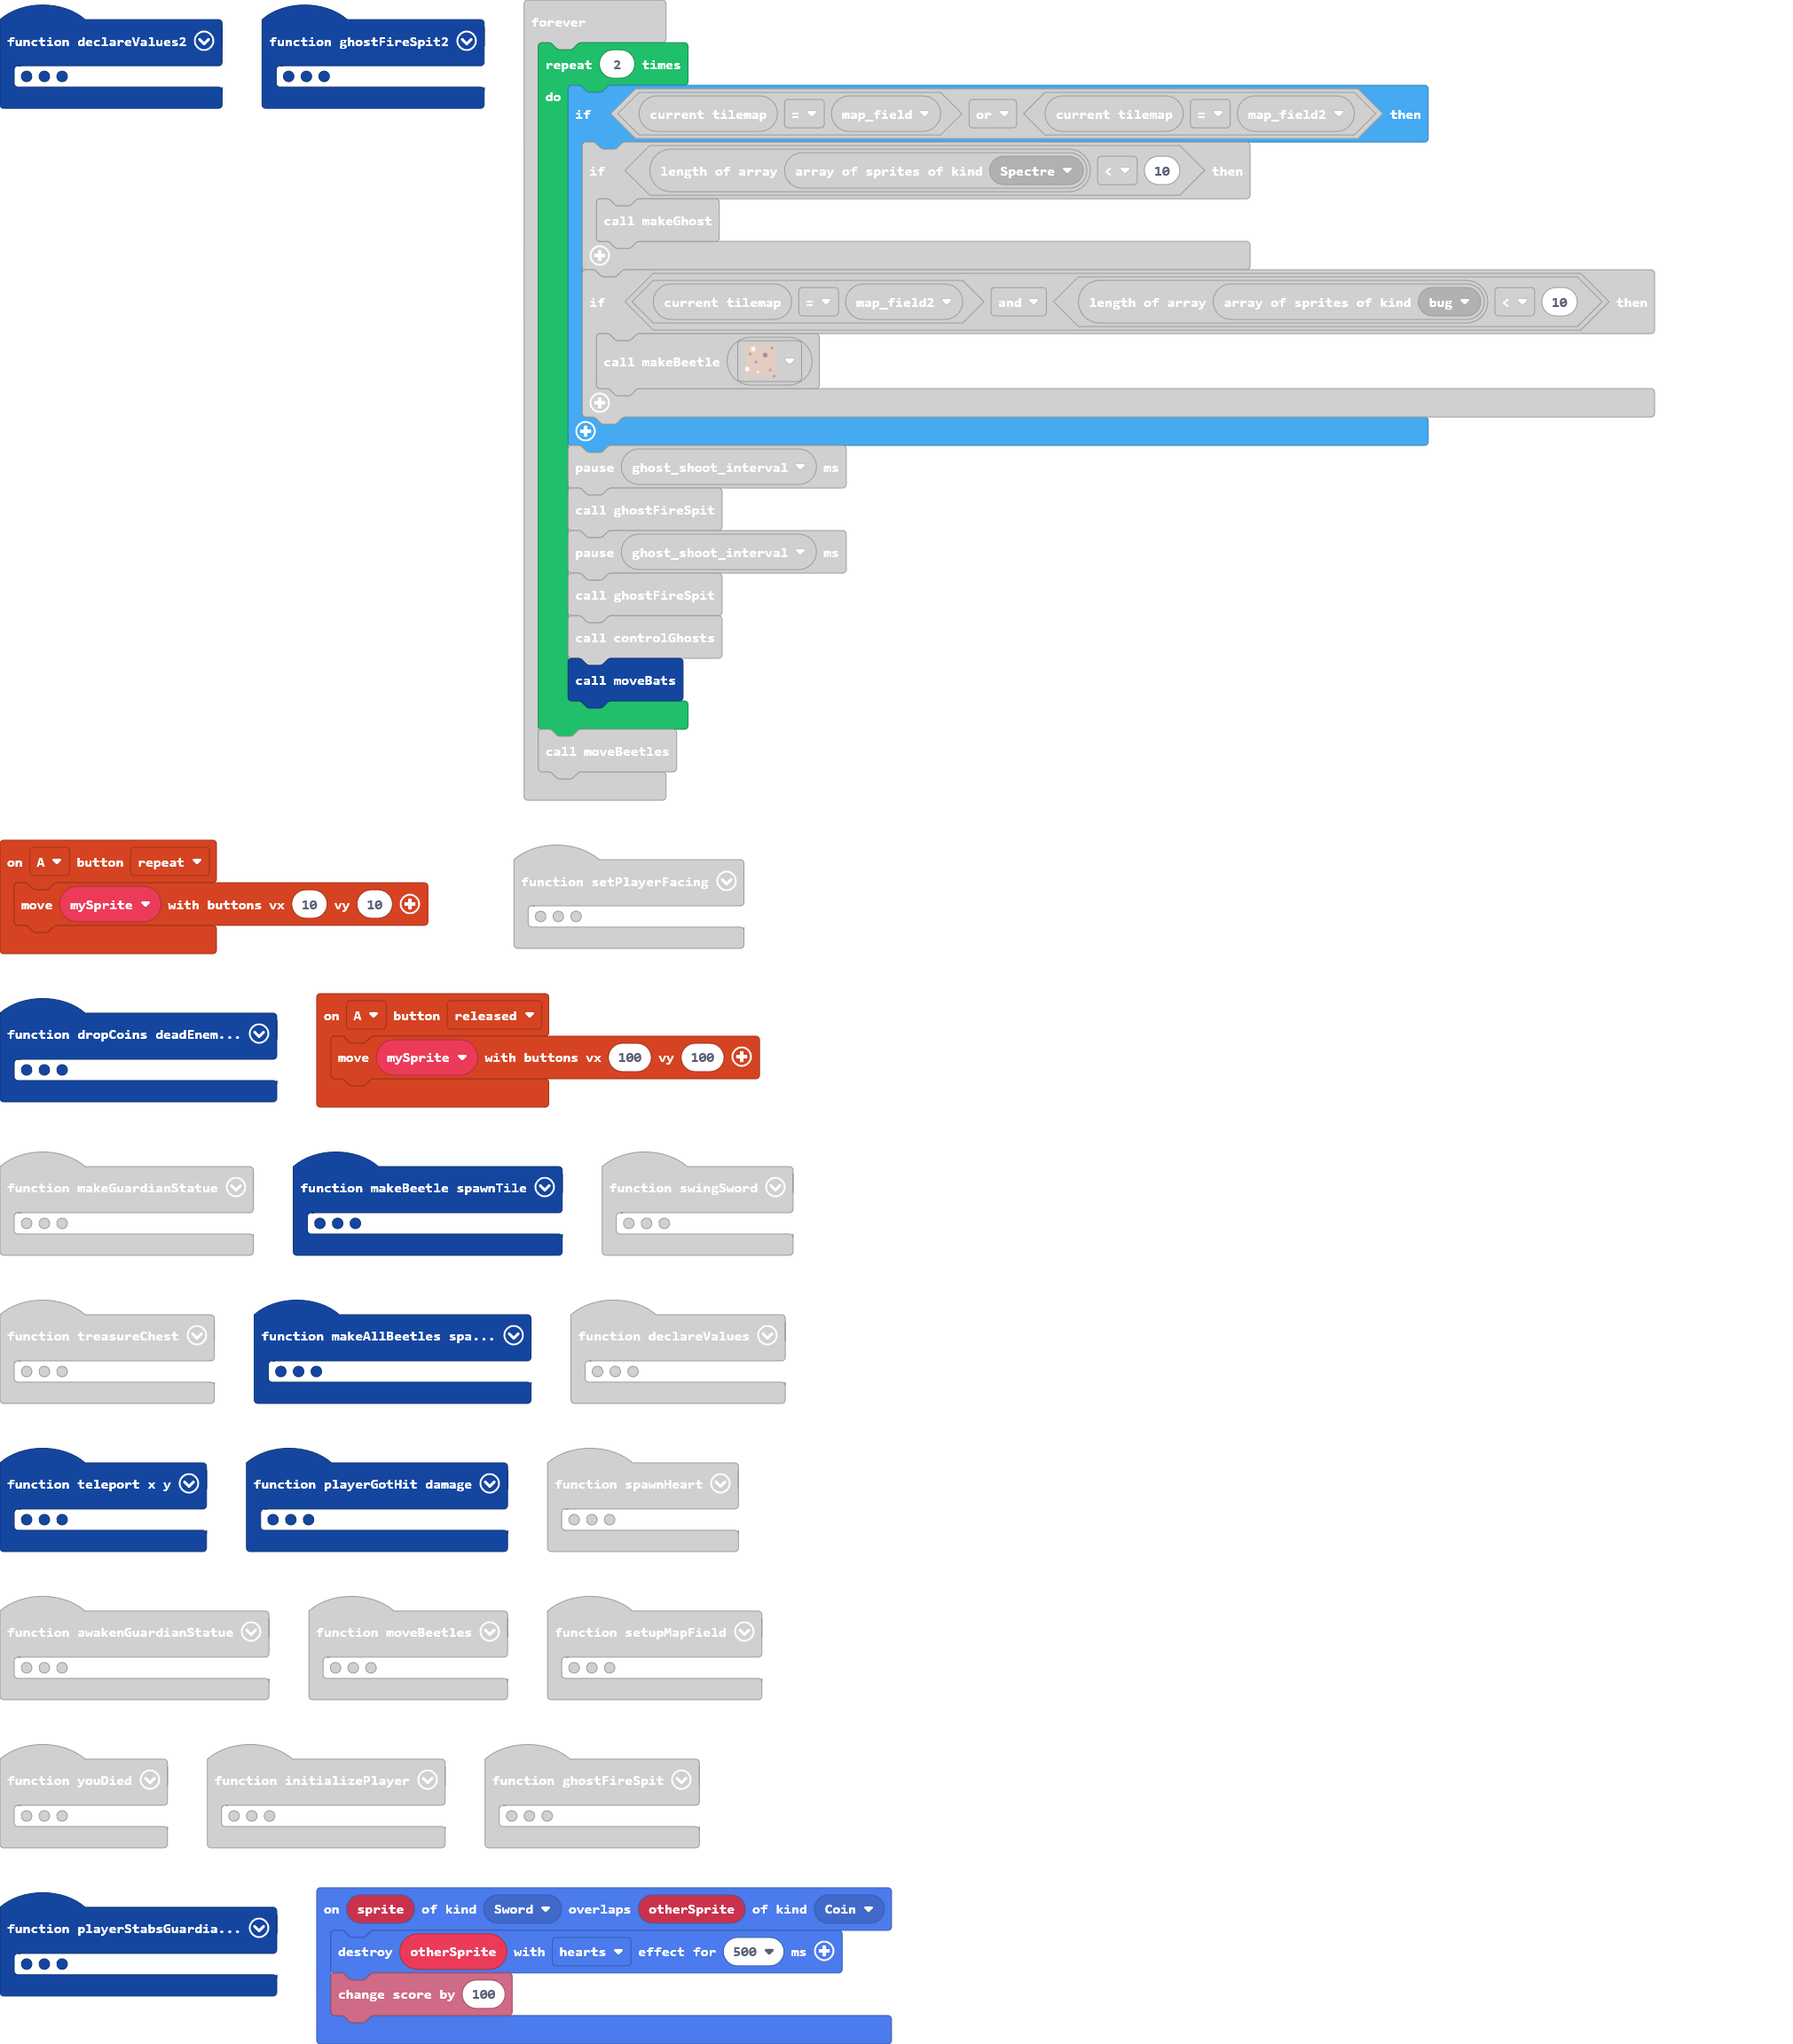 function declareValues2
function ghostFireSpit2
forever
repeat 2 times
do
if current tilemap = map_field or current tilemap = map_field2 then
if length of array array of sprites of kind Spectre < 10 then
call makeGhost
if current tilemap = map_field2 and length of array array of sprites of kind bug < 10 then
call makeBeetle
pause ghost_shoot_interval ms
call ghostFireSpit
pause ghost_shoot_interval ms
call ghostFireSpit
call controlGhosts
call moveBats
call moveBeetles
on A button repeat
move mySprite with buttons vx 10 vy 10
function setPlayerFacing
function dropCoins deadEnem...
on A button released
move mySprite with buttons vx 100 vy 100
function makeGuardianStatue
function makeBeetle spawnTile
function swingSword
function treasureChest
function makeAllBeetles spa...
function declareValues
function teleport x y
function playerGotHit damage
function spawnHeart
function awakenGuardianStatue
function moveBeetles
function setupMapField
function youDied
function initializePlayer
function ghostFireSpit
function playerStabsGuardia...
on sprite of kind Sword overlaps otherSprite of kind Coin
destroy otherSprite with hearts effect for 500 ms
change score by 100